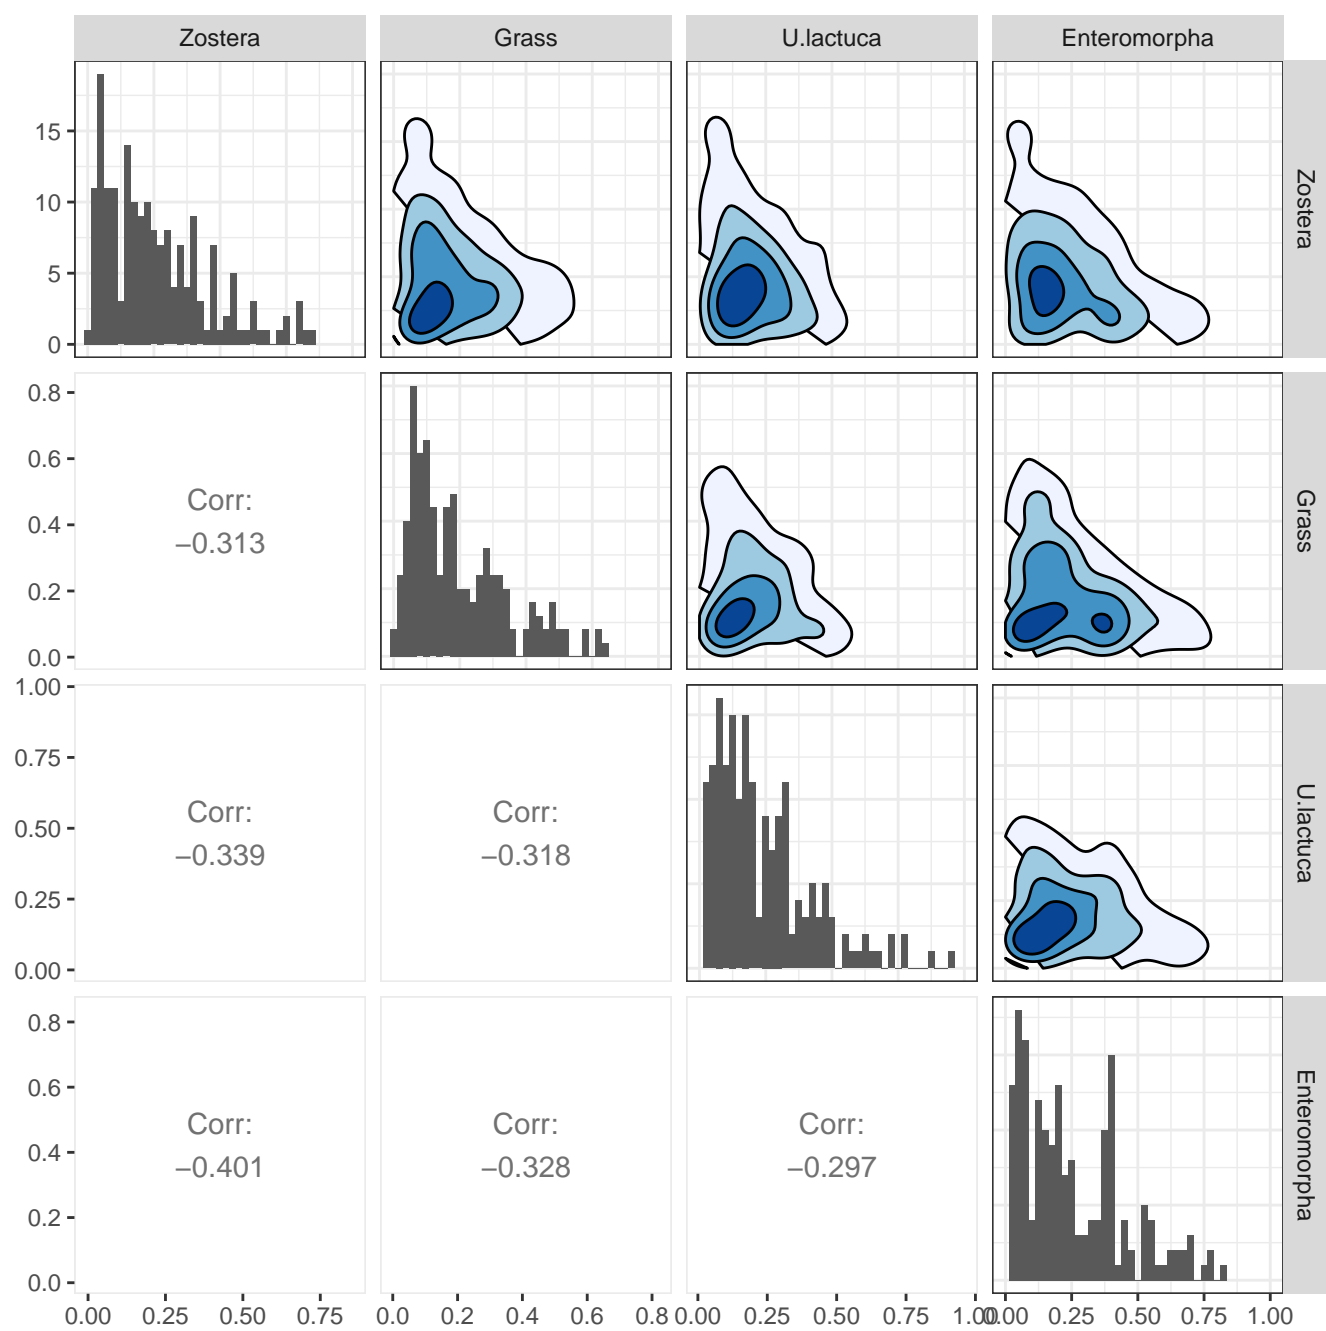 Zostera Grass U.lactuca Enteromorpha
15
10
5
0
Zostera
0.8
0.6
0.4
0.2
0.0
Corr:
−0.313
Grass
1.00
0.75
0.50
0.25
0.00
Corr:
−0.339
Corr:
−0.318
U.lactuca
0.8
0.6
0.4
0.2
0.0
Corr:
−0.401
Corr:
−0.328
Corr:
−0.297
Enteromorpha
0.00 0.25 0.50 0.75 0.0 0.2 0.4 0.6 0.8 0.00 0.25 0.50 0.75 1.00 0.00 0.25 0.50 0.75 1.00